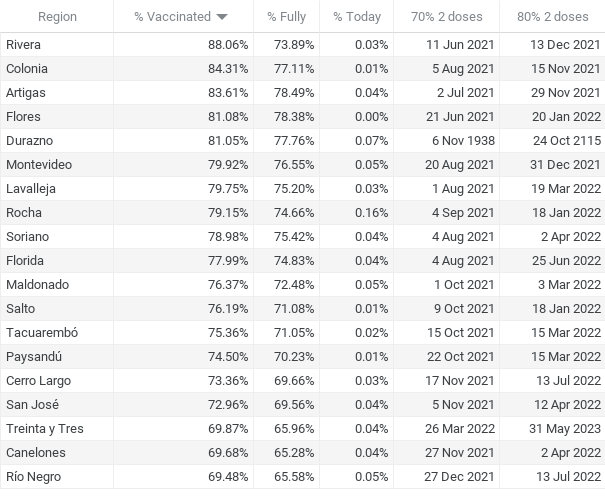 Region % Vaccinated % Fully % Today 70% 2 doses 80% 2 doses
Rivera 88.06% 73.89% 0.03% 11 Jun 2021 13 Dec 2021
Colonia 84.31% 77.11% 0.01% 5 Aug 2021 15 Nov 2021
Artigas 83.61% 78.49% 0.04% 2 Jul 2021 29 Nov 2021
Flores 81.08% 78.38% 0.00% 21 Jun 2021 20 Jan 2022
Durazno 81.05% 77.76% 0.07% 6 Nov 1938 24 Oct 2115
Montevideo 79.92% 76.55% 0.05% 20 Aug 2021 31 Dec 2021
Lavalleja 79.75% 75.20% 0.03% 1 Aug 2021 19 Mar 2022
Rocha 79.15% 74.66% 0.16% 4 Sep 2021 18 Jan 2022
Soriano 78.98% 75.42% 0.04% 4 Aug 2021 2 Apr 2022
Florida 77.99% 74.83% 0.04% 4 Aug 2021 25 Jun 2022
Maldonado 76.37% 72.48% 0.05% 1 Oct 2021 3 Mar 2022
Salto 76.19% 71.08% 0.01% 9 Oct 2021 18 Jan 2022
Tacuarembó 75.36% 71.05% 0.02% 15 Oct 2021 15 Mar 2022
Paysandú 74.50% 70.23% 0.01% 22 Oct 2021 15 Mar 2022
Cerro Largo 73.36% 69.66% 0.03% 17 Nov 2021 13 Jul 2022
San José 72.96% 69.56% 0.04% 5 Nov 2021 12 Apr 2022
Treinta y Tres 69.87% 65.96% 0.04% 26 Mar 2022 31 May 2023
Canelones 69.68% 65.28% 0.04% 27 Nov 2021 2 Apr 2022
Río Negro 69.48% 65.58% 0.05% 27 Dec 2021 13 Jul 2022